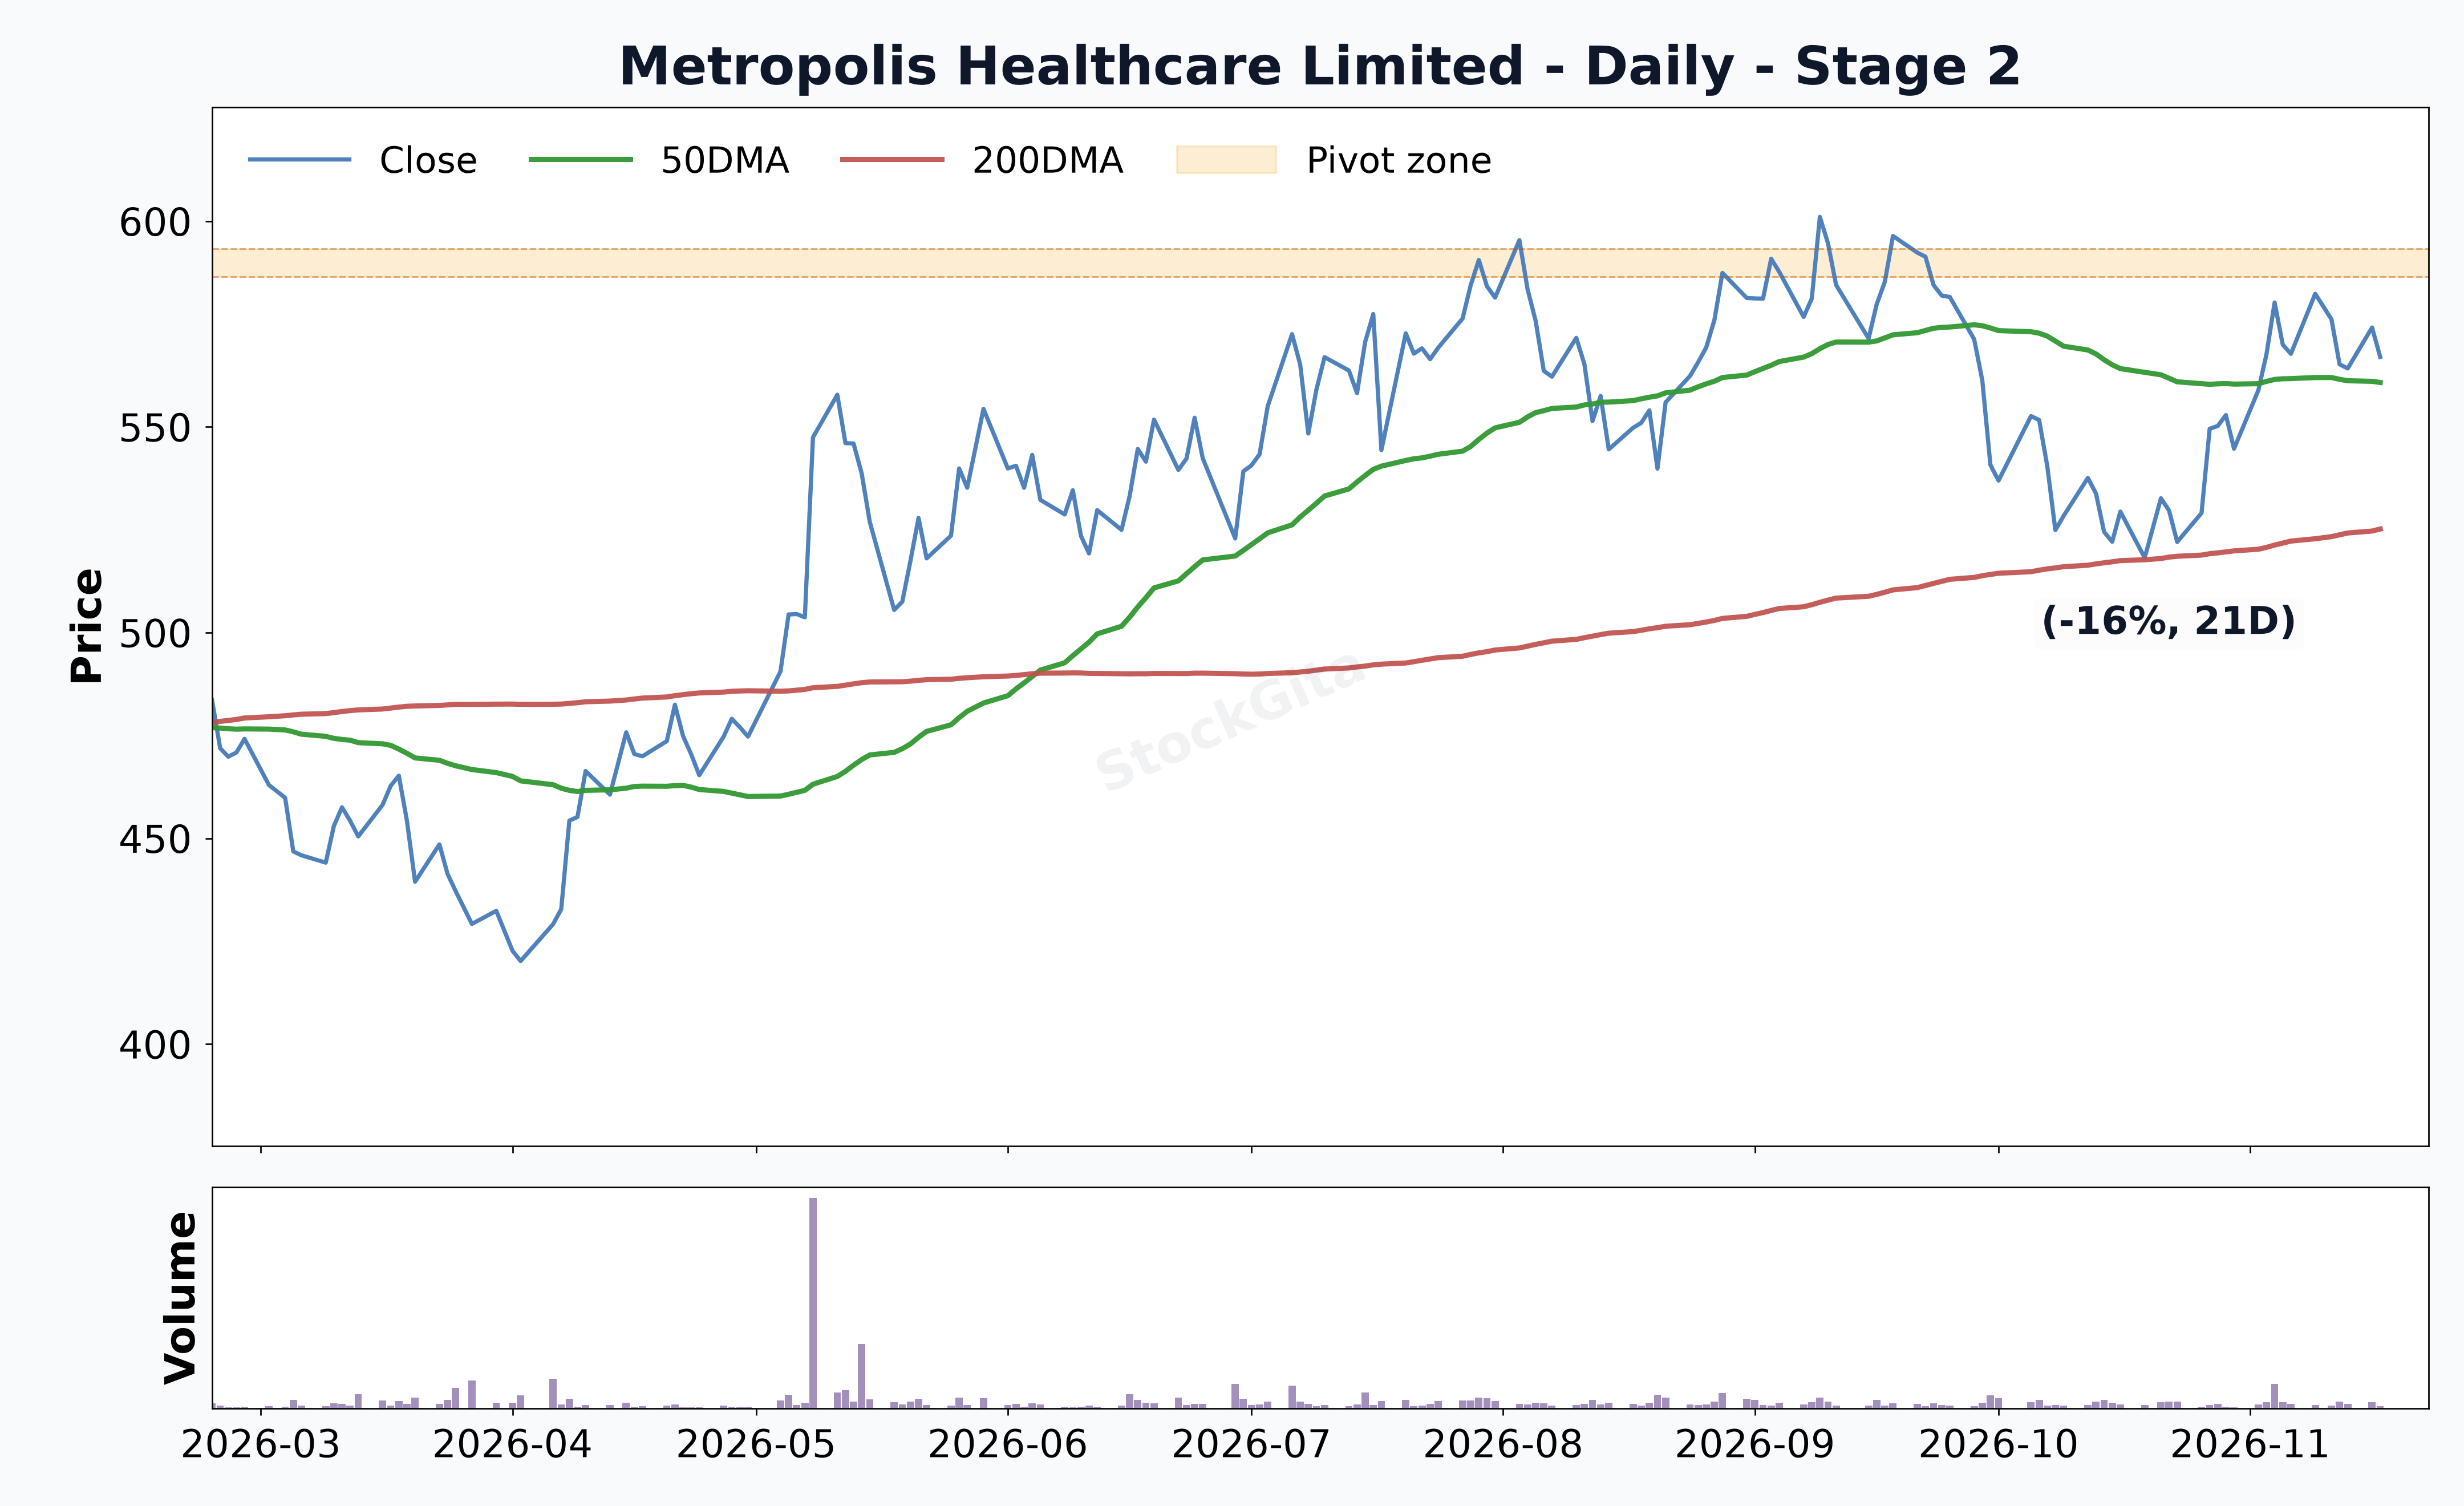 Metropolis Healthcare Limited - Daily - Stage 2
Close 50DMA 200DMA Pivot zone
600
550
500
450
400
Price
(-16%, 21D)
StockGita
Volume
2026-03 2026-04 2026-05 2026-06 2026-07 2026-08 2026-09 2026-10 2026-11